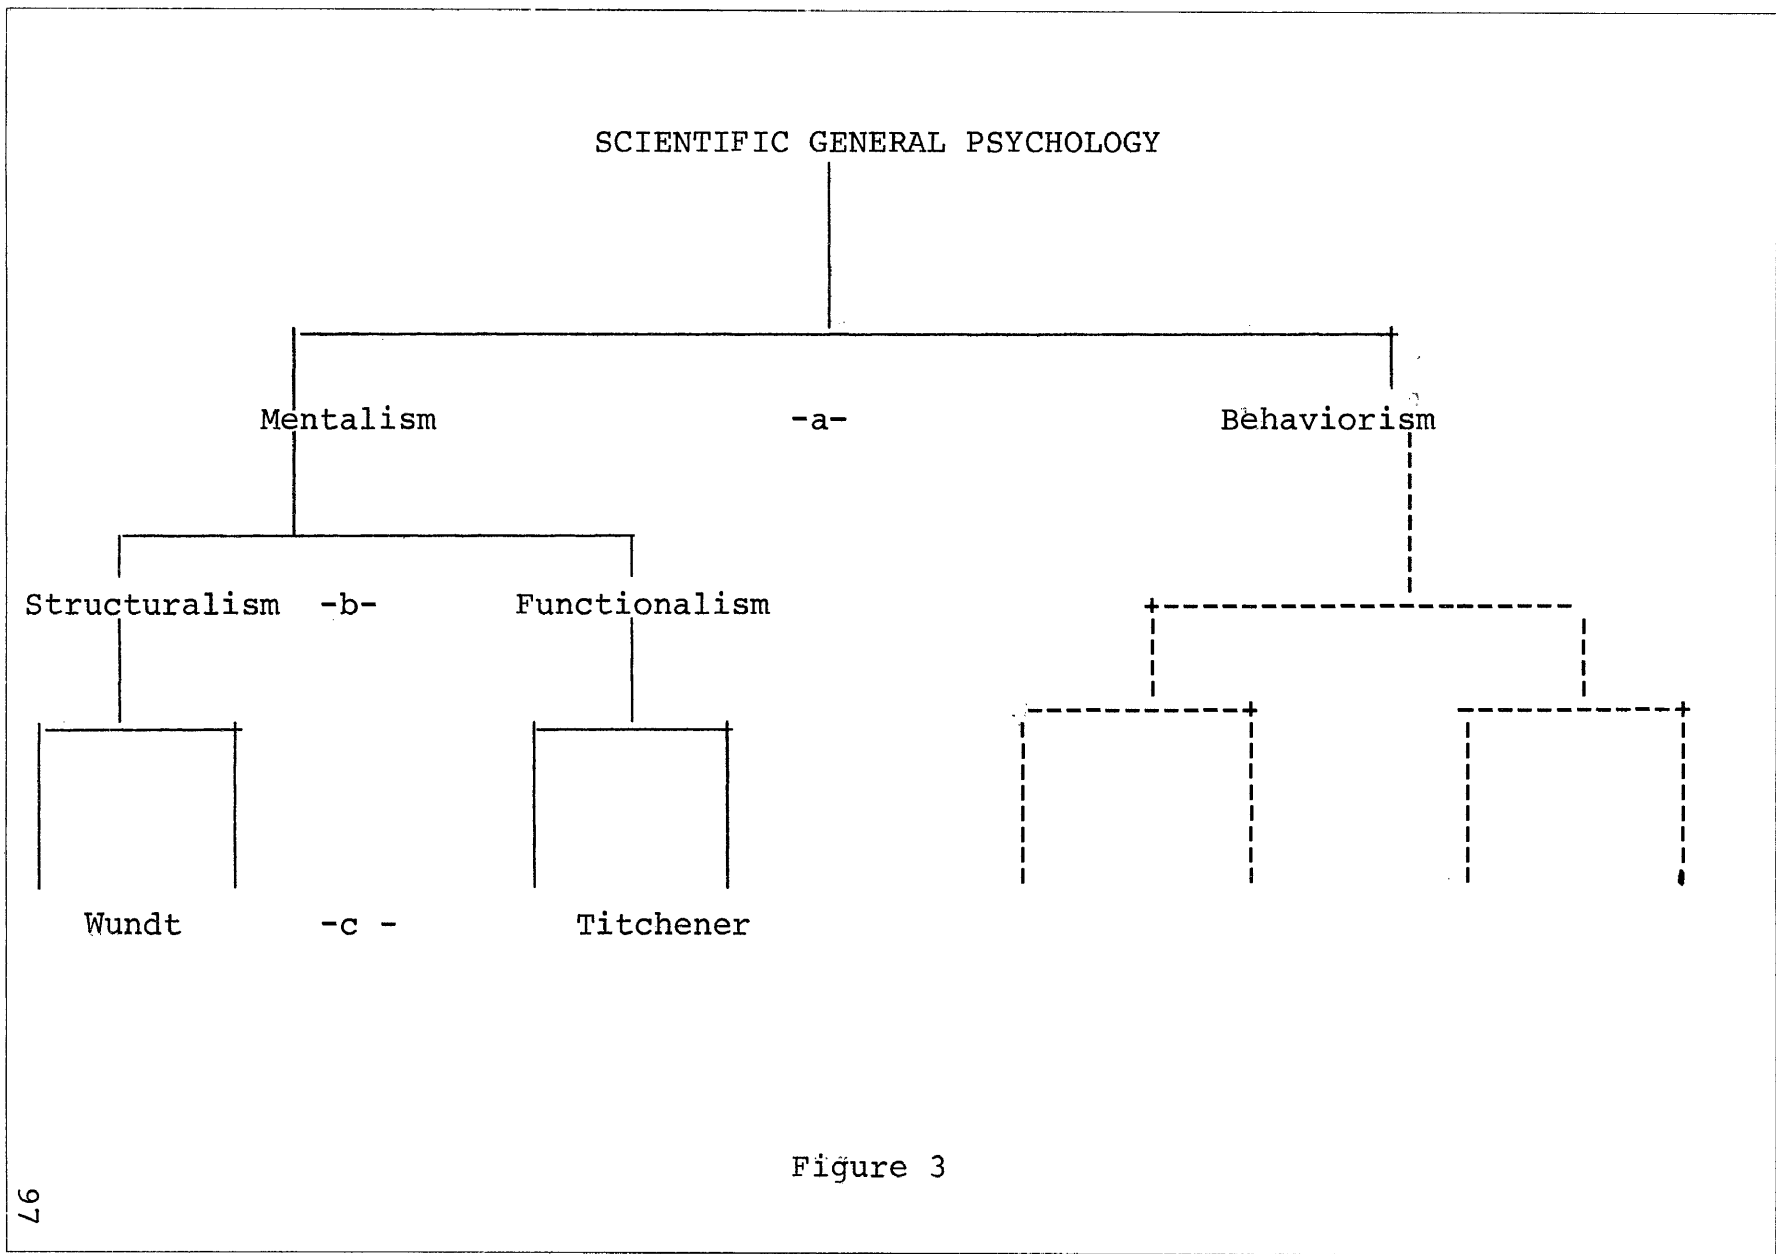 SCIENTIFIC GENERAL PSYCHOLOGY
Mentalism -a- Behaviorism
Structuralism -b- Functionalism
Wundt -c - Titchener
Figure 3
97